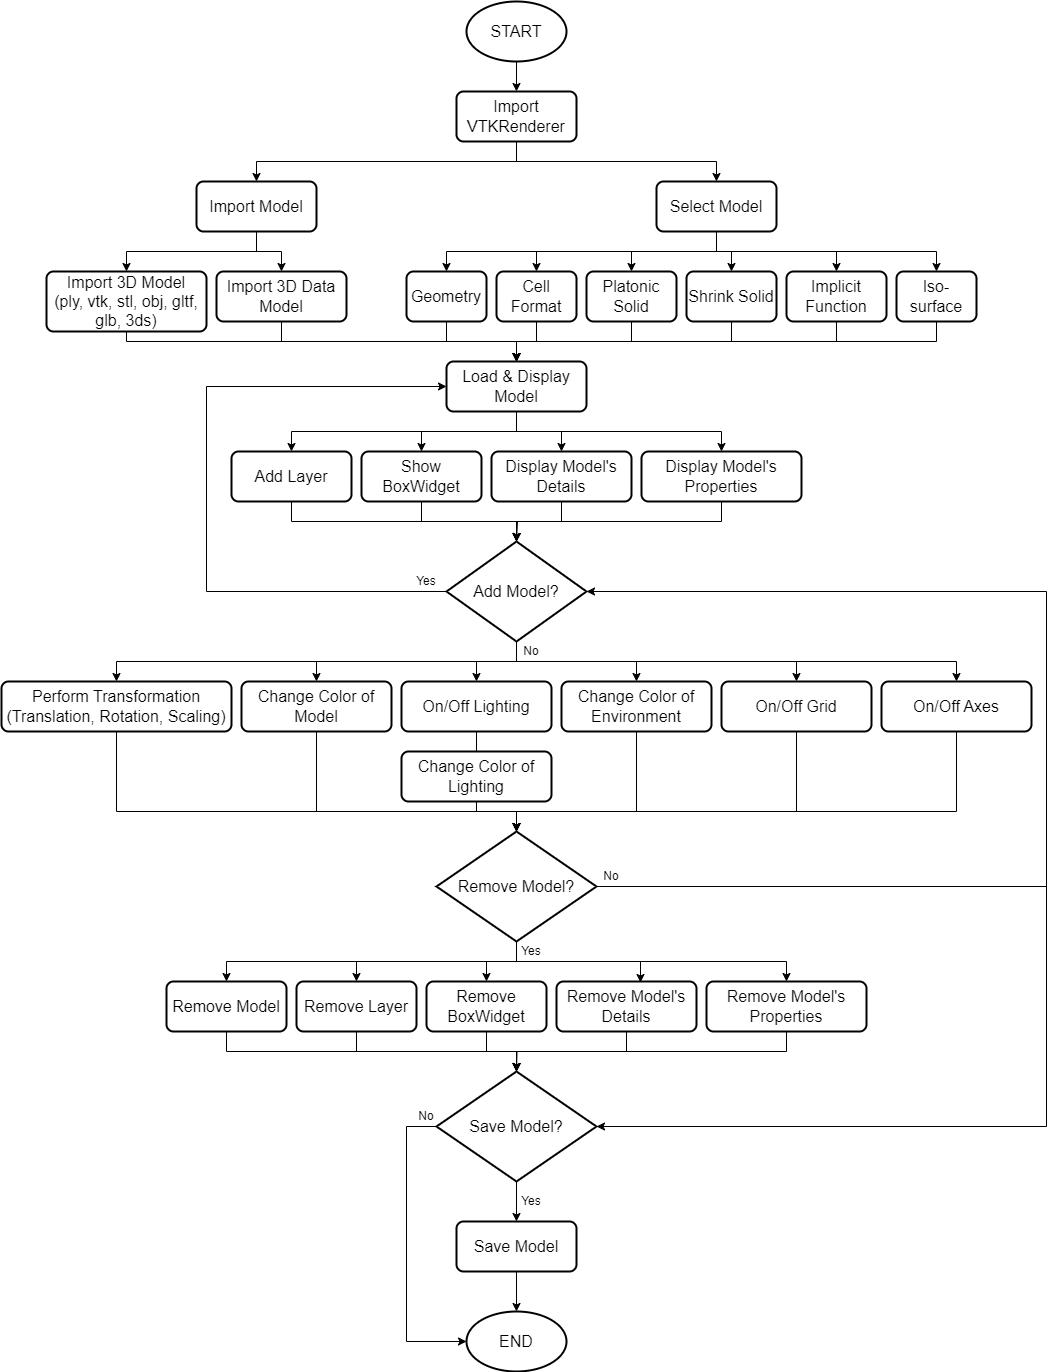 START
Import
VTKRenderer
Import Model
Select Model
Import 3D Model
(ply, vtk, stl, obj, gltf,
glb, 3ds)
Import 3D Data
Model
Geometry
Cell
Format
Platonic
Solid
Shrink Solid
Implicit
Function
Iso-
surface
Load & Display
Model
Add Layer
Show
BoxWidget
Display Model's
Details
Display Model's
Properties
Yes
Add Model?
No
Perform Transformation
(Translation, Rotation, Scaling)
Change Color of
Model
On/Off Lighting
Change Color of
Environment
On/Off Grid
On/Off Axes
Change Color of
Lighting
Remove Model?
No
Yes
Remove Model
Remove Layer
Remove
BoxWidget
Remove Model's
Details
Remove Model's
Properties
No
Save Model?
Yes
Save Model
END